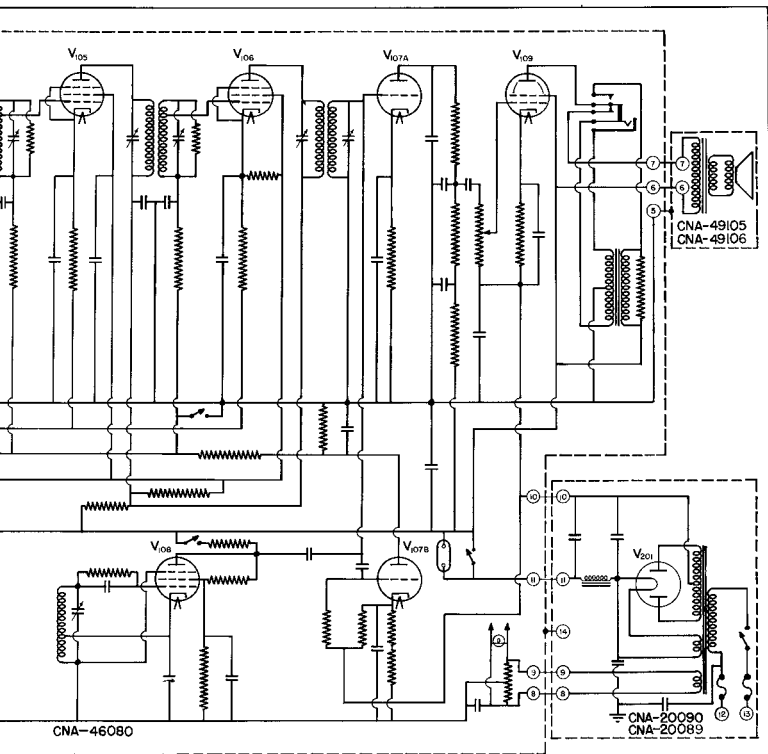 V105
V106
V107A
V109
7 7
6 6
5
CNA-49105
CNA-49106
10 10
V108
V107B
V201
11 11
14
9 9
8 8
12 13
CNA-20090
CNA-20089
CNA-46080